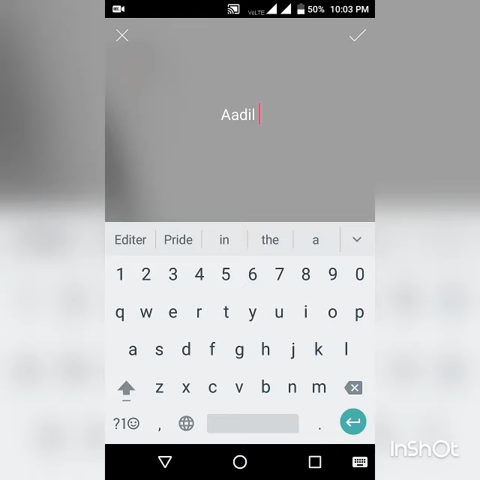 VoLTE 50% 10:03 PM
Aadil
Editer Pride in the a
1 2 3 4 5 6 7 8 9 0
q w e r t y u i o p
a s d f g h j k l
z x c v b n m
?1☺ , .
InShOt